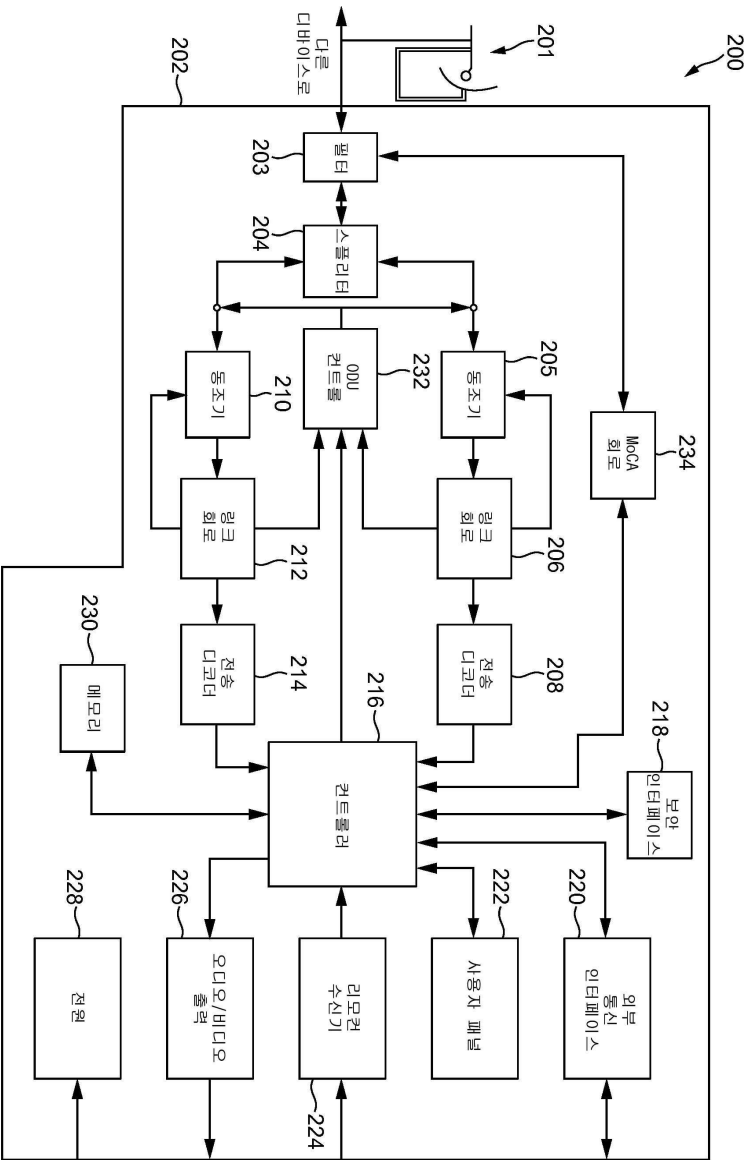 200
201
다른
디바이스로
202
필터
203
스플리터
204
동조기
205
링크
회로
206
전송
디코더
208
동조기
210
링크
회로
212
전송
디코더
214
ODU
컨트롤
232
MoCA
회로
234
컨트롤러
216
보안
인터페이스
218
외부
통신
인터페이스
220
사용자 패널
222
리모컨
수신기
224
오디오/비디오
출력
226
전원
228
메모리
230